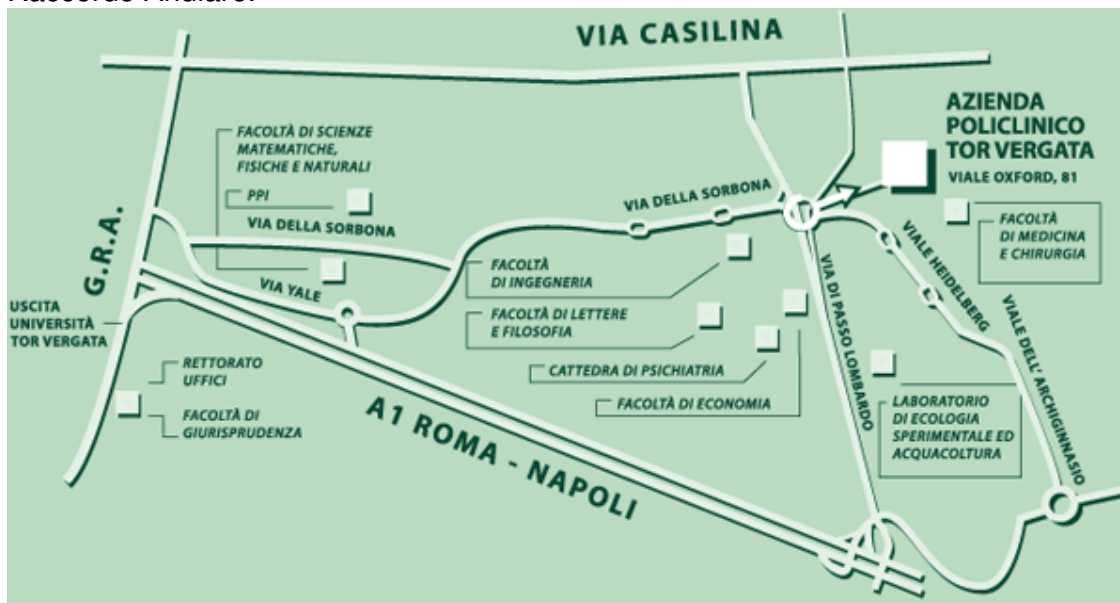 Raccordo Anulare.
VIA CASILINA
AZIENDA
POLICLINICO
TOR VERGATA
VIALE OXFORD, 81
FACOLTÀ DI SCIENZE
MATEMATICHE,
FISICHE E NATURALI
PPI
VIA DELLA SORBONA
VIA DELLA SORBONA
FACOLTÀ
DI MEDICINA
E CHIRURGIA
G.R.A.
VIA YALE
FACOLTÀ
DI INGEGNERIA
VIALE HEIDELBERG
USCITA
UNIVERSITÀ
TOR VERGATA
FACOLTÀ DI LETTERE
E FILOSOFIA
VIA DI PASSO LOMBARDO
VIALE DELL' ARCHIGINNASIO
RETTORATO
UFFICI
CATTEDRA DI PSICHIATRIA
FACOLTÀ DI ECONOMIA
FACOLTÀ DI
GIURISPRUDENZA
A1 ROMA - NAPOLI
LABORATORIO
DI ECOLOGIA
SPERIMENTALE ED
ACQUACOLTURA